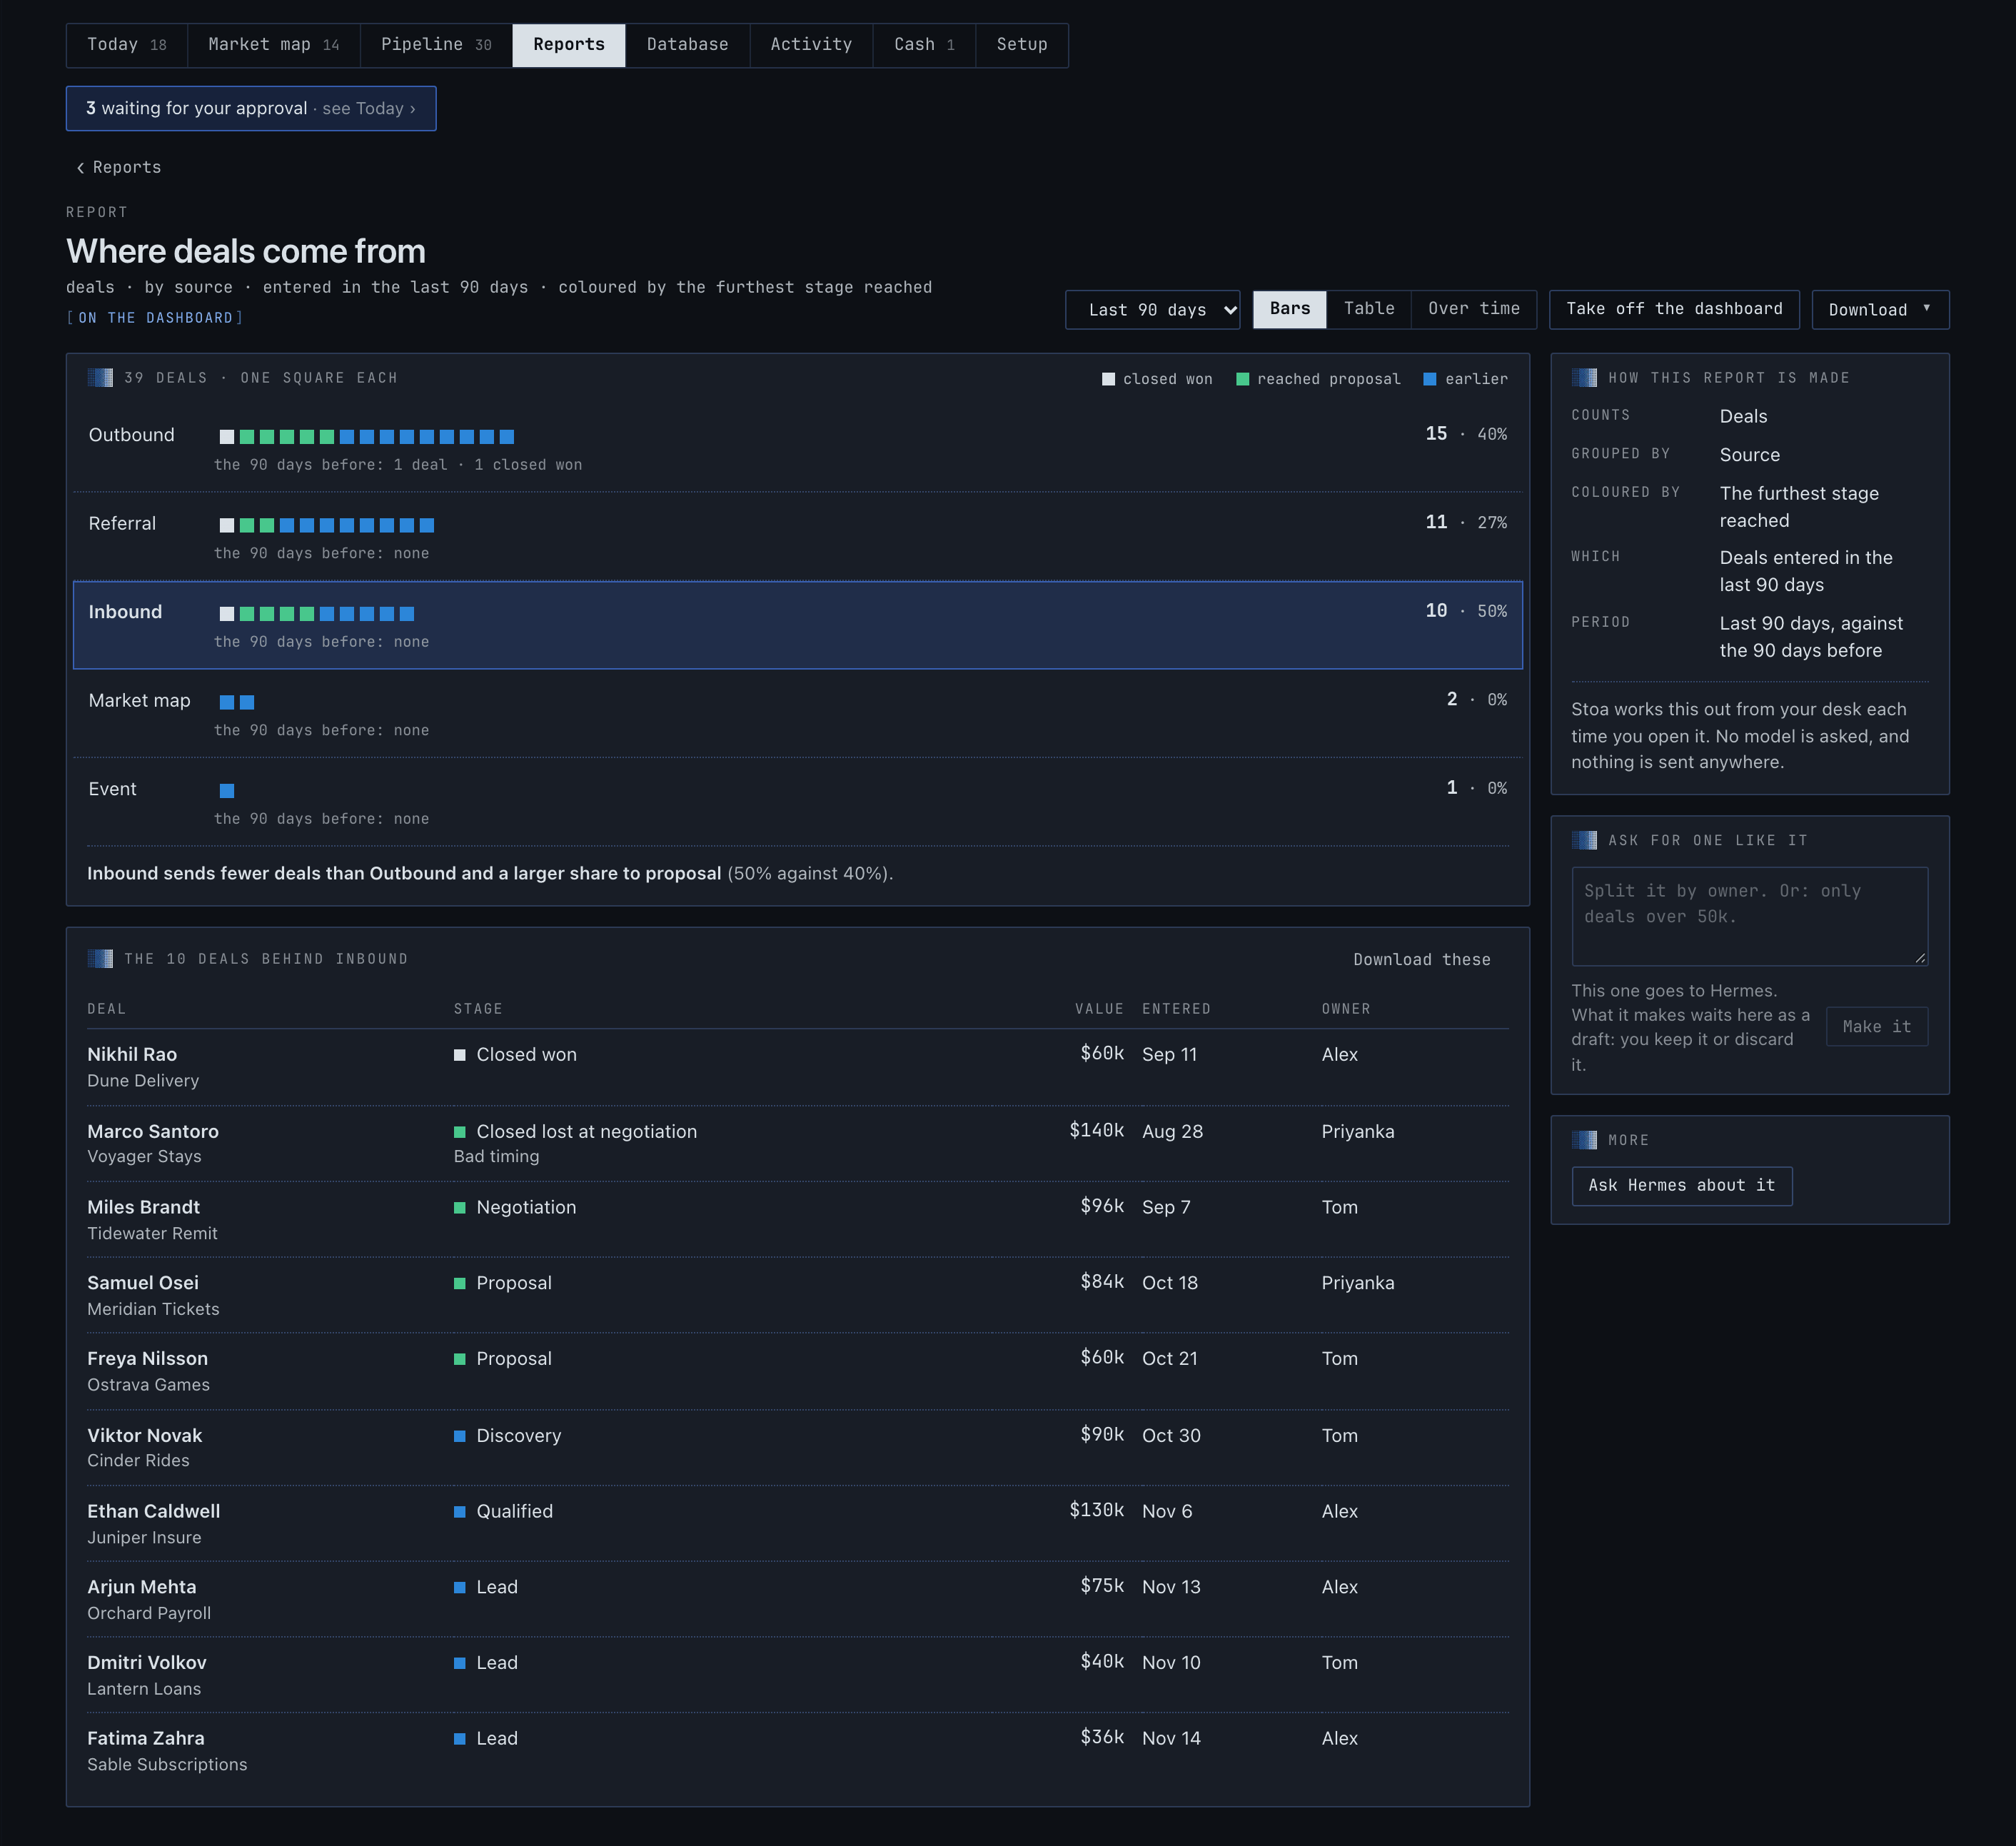 Today 18 Market map 14 Pipeline 30 Reports Database Activity Cash 1 Setup
3 waiting for your approval · see Today ›
‹ Reports
REPORT
Where deals come from
deals · by source · entered in the last 90 days · coloured by the furthest stage reached
[ON THE DASHBOARD]
Last 90 days Bars Table Over time Take off the dashboard Download ▾
39 DEALS · ONE SQUARE EACH
closed won reached proposal earlier
Outbound 15 · 40%
the 90 days before: 1 deal · 1 closed won
Referral 11 · 27%
the 90 days before: none
Inbound 10 · 50%
the 90 days before: none
Market map 2 · 0%
the 90 days before: none
Event 1 · 0%
the 90 days before: none
Inbound sends fewer deals than Outbound and a larger share to proposal (50% against 40%).
THE 10 DEALS BEHIND INBOUND Download these
DEAL STAGE VALUE ENTERED OWNER
Nikhil Rao Closed won $60k Sep 11 Alex
Dune Delivery
Marco Santoro Closed lost at negotiation $140k Aug 28 Priyanka
Voyager Stays Bad timing
Miles Brandt Negotiation $96k Sep 7 Tom
Tidewater Remit
Samuel Osei Proposal $84k Oct 18 Priyanka
Meridian Tickets
Freya Nilsson Proposal $60k Oct 21 Tom
Ostrava Games
Viktor Novak Discovery $90k Oct 30 Tom
Cinder Rides
Ethan Caldwell Qualified $130k Nov 6 Alex
Juniper Insure
Arjun Mehta Lead $75k Nov 13 Alex
Orchard Payroll
Dmitri Volkov Lead $40k Nov 10 Tom
Lantern Loans
Fatima Zahra Lead $36k Nov 14 Alex
Sable Subscriptions
HOW THIS REPORT IS MADE
COUNTS Deals
GROUPED BY Source
COLOURED BY The furthest stage
reached
WHICH Deals entered in the
last 90 days
PERIOD Last 90 days, against
the 90 days before
Stoa works this out from your desk each
time you open it. No model is asked, and
nothing is sent anywhere.
ASK FOR ONE LIKE IT
Split it by owner. Or: only
deals over 50k.
This one goes to Hermes.
What it makes waits here as a
draft: you keep it or discard
it.
Make it
MORE
Ask Hermes about it